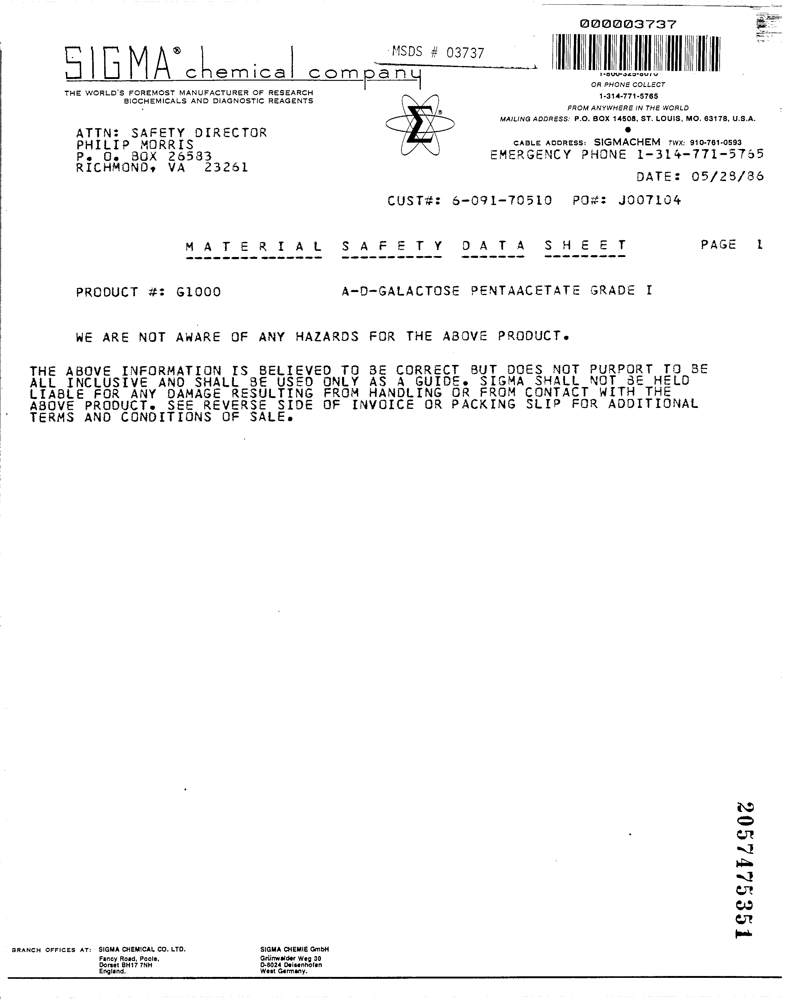 000003737
SIGMA® chemical company
MSDS # 03737
THE WORLD'S FOREMOST MANUFACTURER OF RESEARCH
BIOCHEMICALS AND DIAGNOSTIC REAGENTS
OR PHONE COLLECT
1-314-771-5765
FROM ANYWHERE IN THE WORLD
MAILING ADDRESS: P.O. BOX 14508, ST. LOUIS, MO. 63178, U.S.A.
CABLE ADDRESS: SIGMACHEM TWX: 910-761-0593
Σ®
ATTN: SAFETY DIRECTOR
PHILIP MORRIS
P. O. BOX 26583
RICHMOND, VA 23261
EMERGENCY PHONE 1-314-771-5765
DATE: 05/28/86
CUST#: 6-091-70510 PO#: J007104
MATERIAL SAFETY DATA SHEET PAGE 1
PRODUCT #: G1000 A-D-GALACTOSE PENTAACETATE GRADE I
WE ARE NOT AWARE OF ANY HAZARDS FOR THE ABOVE PRODUCT.
THE ABOVE INFORMATION IS BELIEVED TO BE CORRECT BUT DOES NOT PURPORT TO BE
ALL INCLUSIVE AND SHALL BE USED ONLY AS A GUIDE. SIGMA SHALL NOT BE HELD
LIABLE FOR ANY DAMAGE RESULTING FROM HANDLING OR FROM CONTACT WITH THE
ABOVE PRODUCT. SEE REVERSE SIDE OF INVOICE OR PACKING SLIP FOR ADDITIONAL
TERMS AND CONDITIONS OF SALE.
2057475351
BRANCH OFFICES AT: SIGMA CHEMICAL CO. LTD.
Fancy Road, Poole,
Dorset BH17 7NH
England.
SIGMA CHEMIE GmbH
Grünwalder Weg 30
D-8024 Deisenhofen
West Germany.